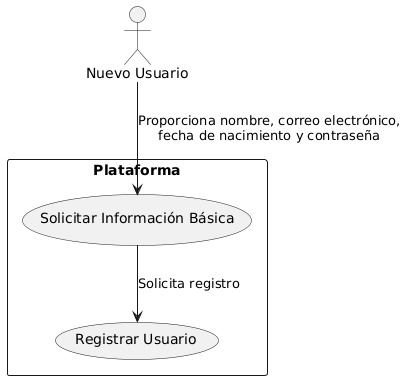 Nuevo Usuario
Proporciona nombre, correo electrónico,
fecha de nacimiento y contraseña
Plataforma
Solicitar Información Básica
Solicita registro
Registrar Usuario